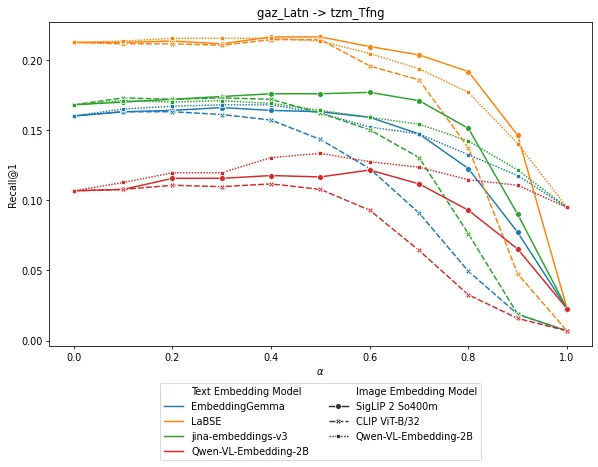 gaz_Latn -> tzm_Tfng
Recall@1
0.20
0.15
0.10
0.05
0.00
0.0 0.2 0.4 0.6 0.8 1.0
α
Text Embedding Model
EmbeddingGemma
LaBSE
jina-embeddings-v3
Qwen-VL-Embedding-2B
Image Embedding Model
SigLIP 2 So400m
CLIP ViT-B/32
Qwen-VL-Embedding-2B